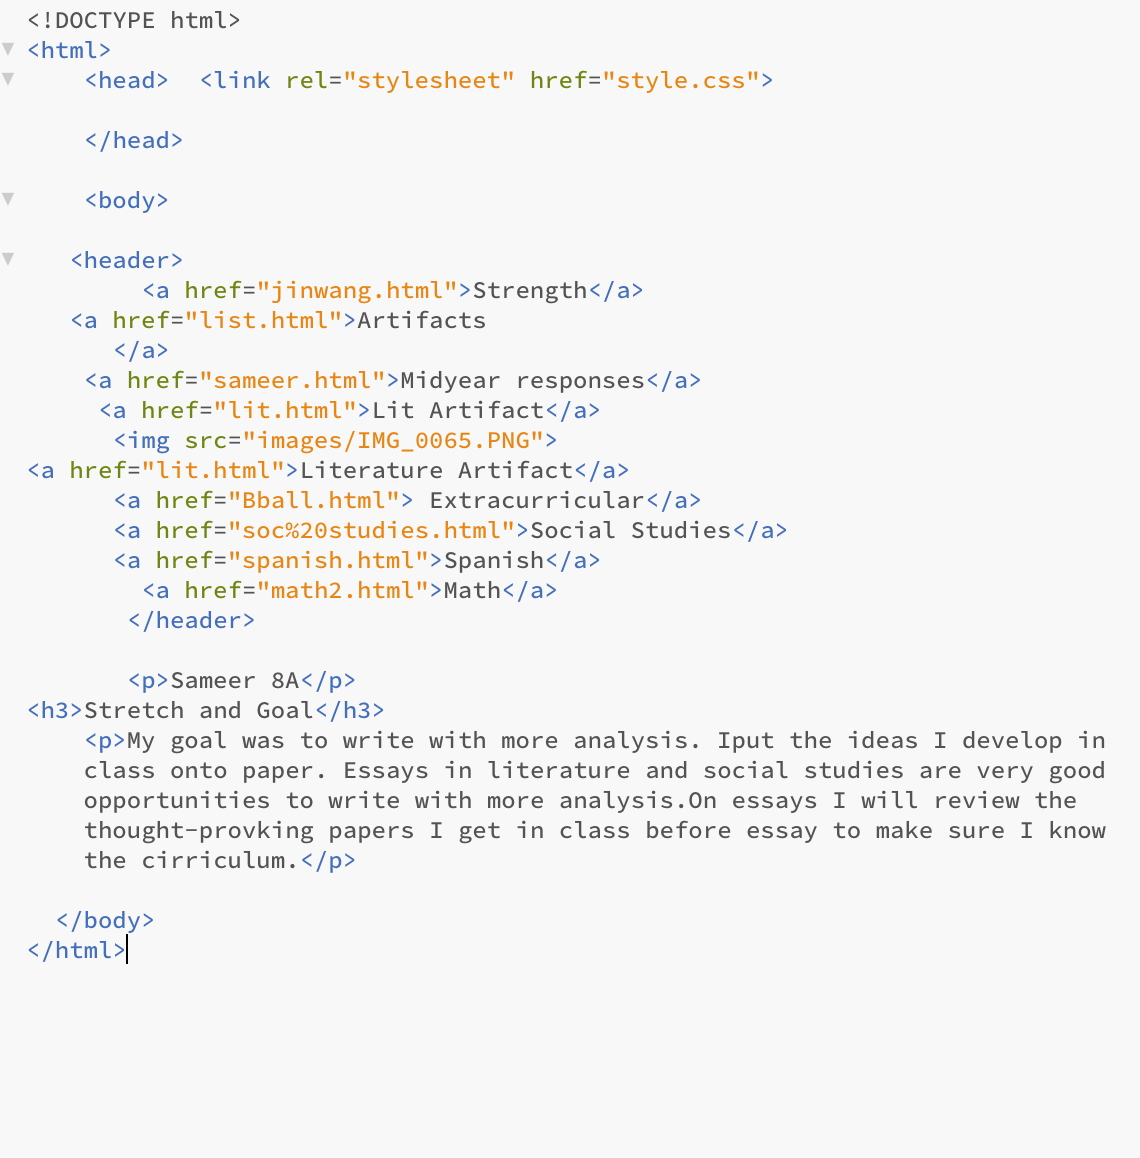 <!DOCTYPE html>
<html>
    <head>  <link rel="stylesheet" href="style.css">
    </head>
    <body>
   <header>
        <a href="jinwang.html">Strength</a>
   <a href="list.html">Artifacts
      </a>
    <a href="sameer.html">Midyear responses</a>
     <a href="lit.html">Lit Artifact</a>
      <img src="images/IMG_0065.PNG">
<a href="lit.html">Literature Artifact</a>
      <a href="Bball.html"> Extracurricular</a>
      <a href="soc%20studies.html">Social Studies</a>
      <a href="spanish.html">Spanish</a>
        <a href="math2.html">Math</a>
       </header>
       <p>Sameer 8A</p>
<h3>Stretch and Goal</h3>
    <p>My goal was to write with more analysis. Iput the ideas I develop in
    class onto paper. Essays in literature and social studies are very good
    opportunities to write with more analysis.On essays I will review the
    thought-provking papers I get in class before essay to make sure I know
    the cirriculum.</p>
  </body>
</html>